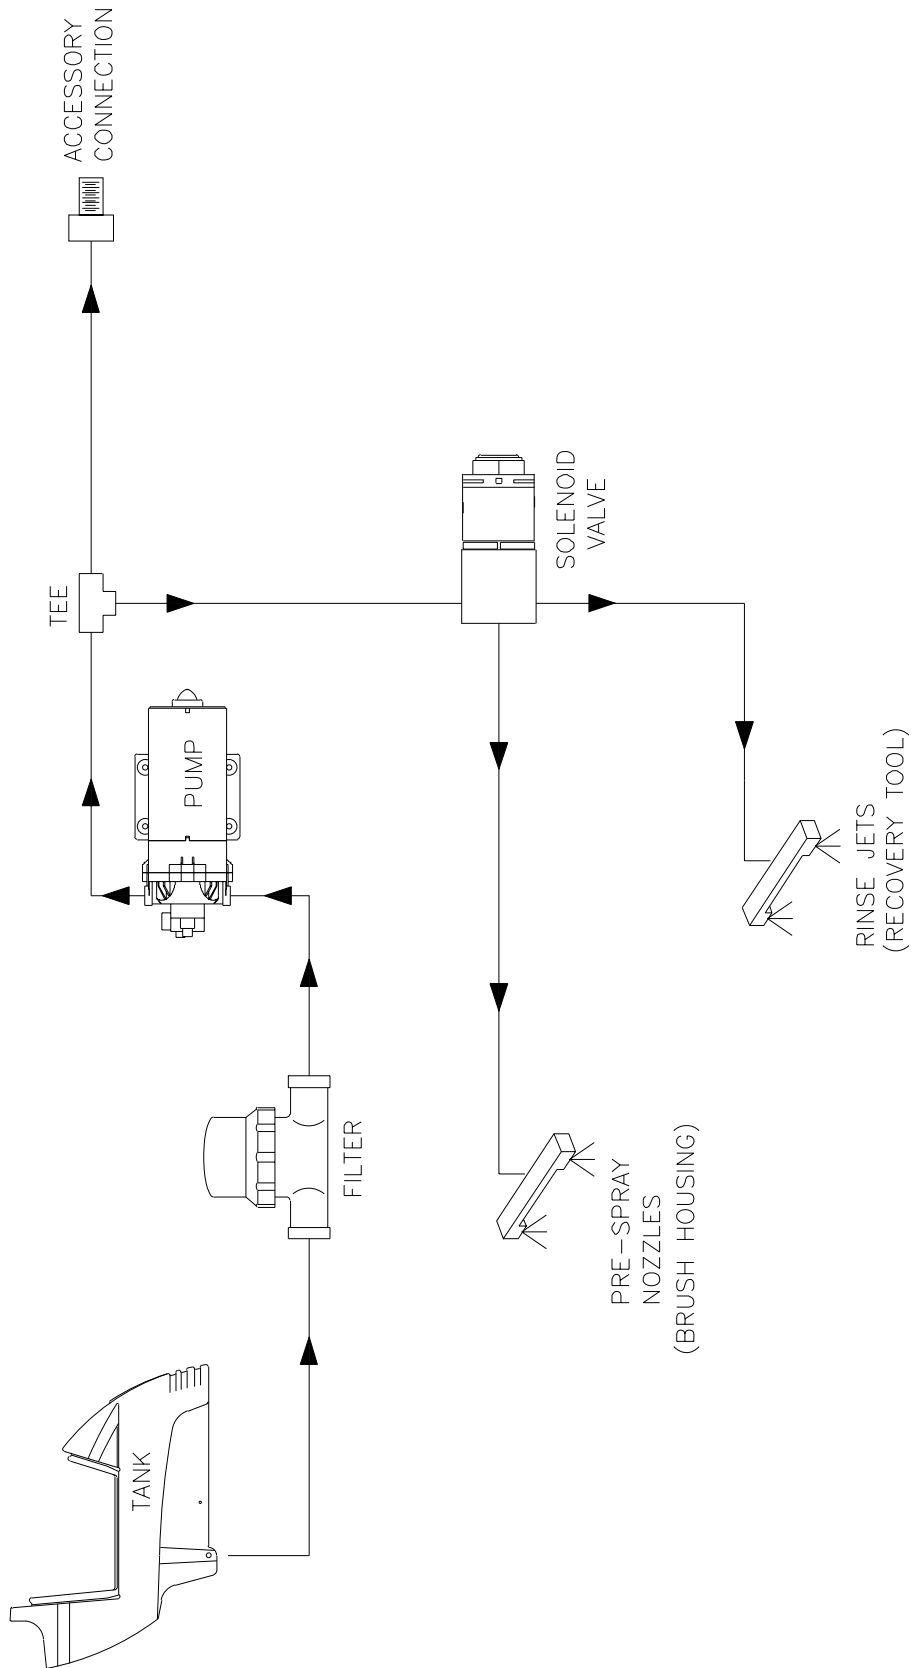 ACCESSORY
CONNECTION
TEE
SOLENOID
VALVE
PUMP
RINSE JETS
(RECOVERY TOOL)
FILTER
PRE-SPRAY
NOZZLES
(BRUSH HOUSING)
TANK